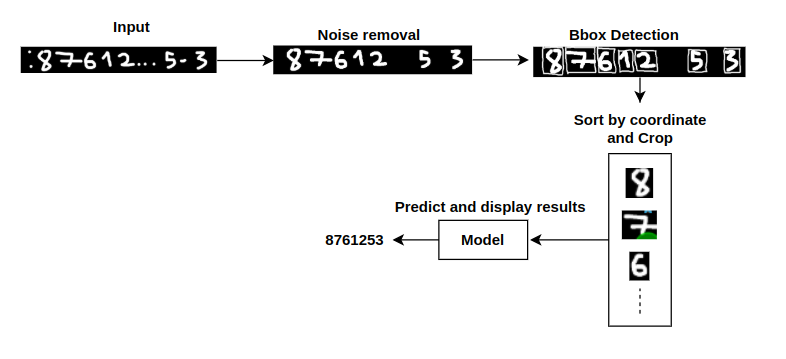 Input
Noise removal
Bbox Detection
:87612... 5- 3
87612 5 3
87612 5 3
Sort by coordinate
and Crop
8
7
6
Predict and display results
Model
8761253